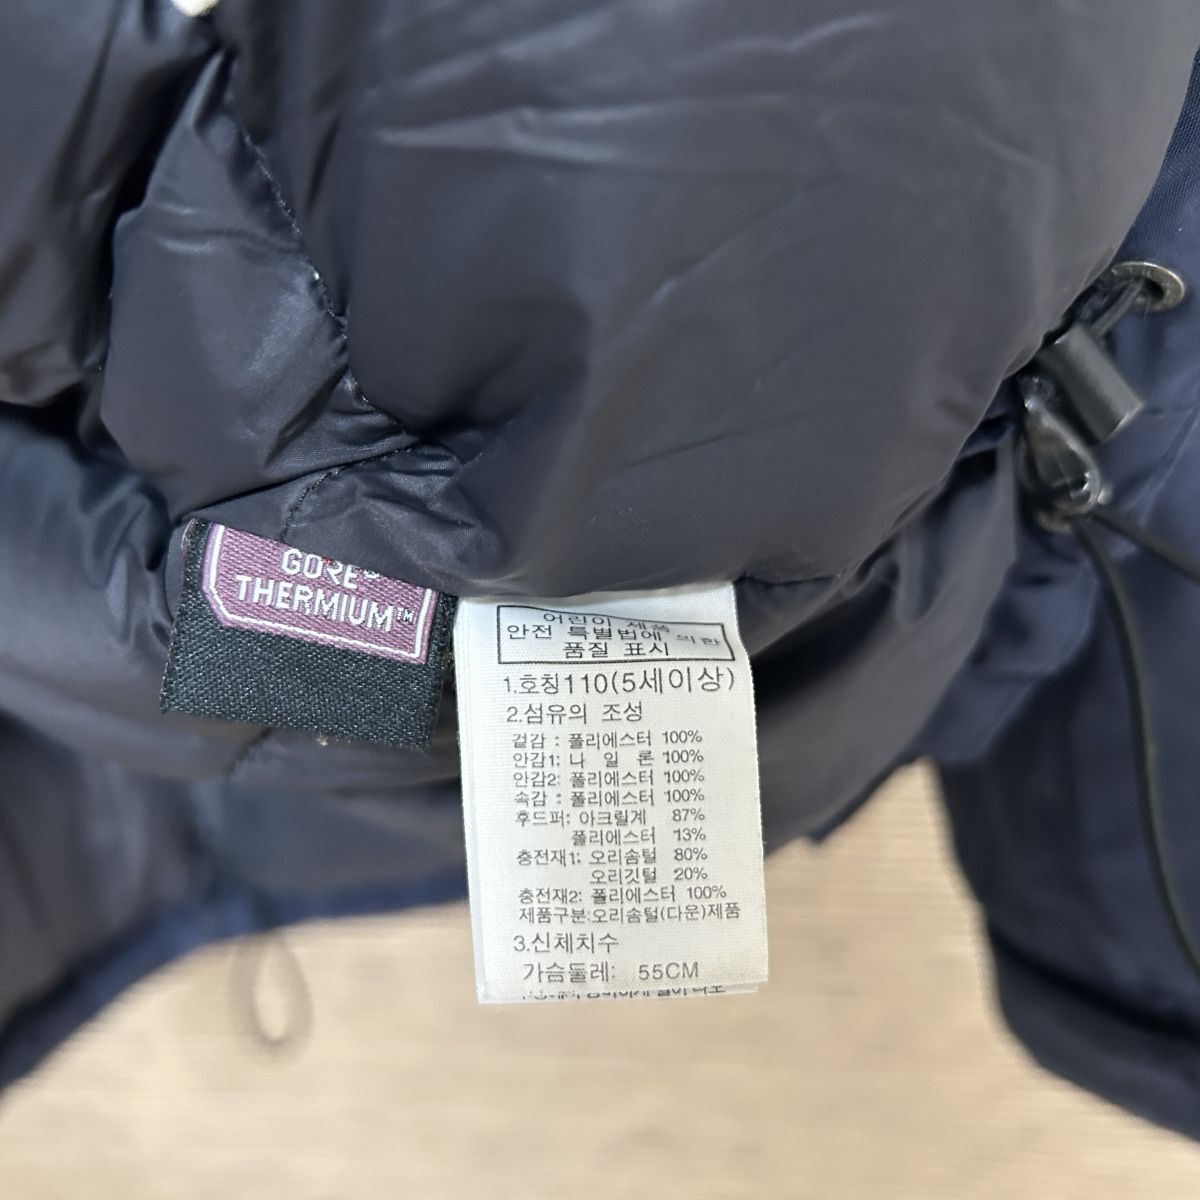 GORE®
THERMIUM™
어린이 제품
안전 특별법에 의한
품질 표시
1.호칭110(5세이상)
2.섬유의 조성
겉감 : 폴리에스터 100%
안감1: 나 일 론 100%
안감2: 폴리에스터 100%
속감 : 폴리에스터 100%
후드퍼: 아크릴계 87%
폴리에스터 13%
충전재1: 오리솜털 80%
오리깃털 20%
충전재2: 폴리에스터 100%
제품구분:오리솜털(다운)제품
3.신체치수
가슴둘레: 55CM